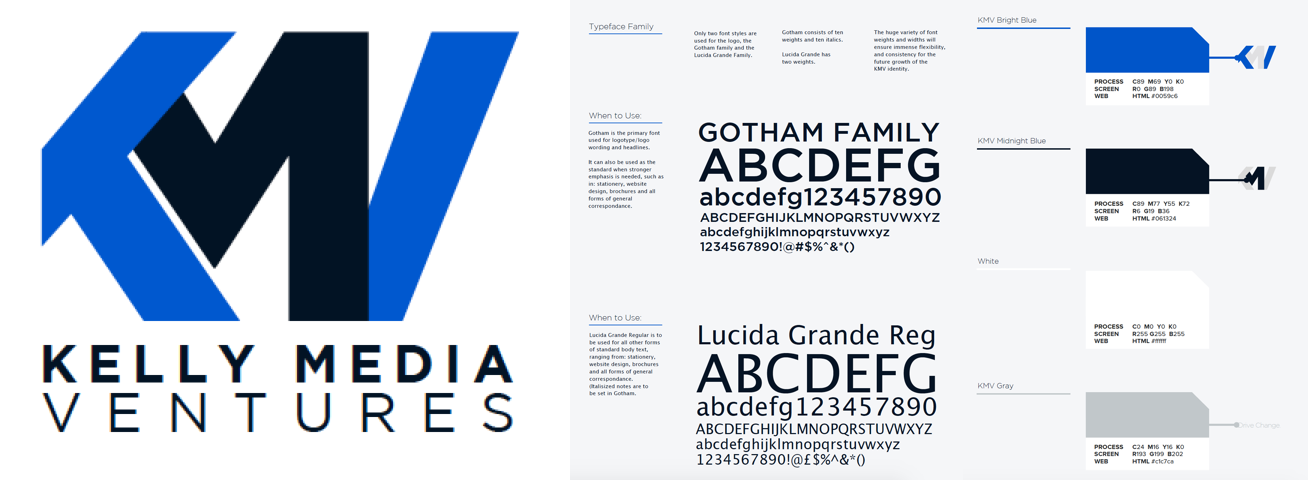 KELLY MEDIA
VENTURES
Typeface Family
Only two font styles are
used for the logo, the
Gotham family and the
Lucida Grande Family.
Gotham consists of ten
weights and ten italics.
Lucida Grande has
two weights.
The huge variety of font
weights and widths will
ensure immense flexibility,
and consistency for the
future growth of the
KMV identity.
When to Use:
Gotham is the primary font
used for logotype/logo
wording and headlines.
It can also be used as the
standard when stronger
emphasis is needed, such as
in: stationery, website
design, brochures and all
forms of general
correspondance.
GOTHAM FAMILY
ABCDEFG
abcdefg123457890
ABCDEFGHIJKLMNOPQRSTUVWXYZ
abcdefghijklmnopqrstuvwxyz
1234567890!@#$%^&*()
When to Use:
Lucida Grande Regular is to
be used for all other forms
of standard body text,
ranging from: stationery,
website design, brochures
and all forms of general
correspondance.
(Italisized notes are to
be set in Gotham.
Lucida Grande Reg
ABCDEFG
abcdefg123457890
ABCDEFGHIJKLMNOPQRSTUVWXYZ
abcdefghijklmnopqrstuvwxyz
1234567890!@£$%^&*()
KMV Bright Blue
PROCESS C89 M69 Y0 K0
SCREEN R0 G89 B198
WEB HTML #0059c6
KMV Midnight Blue
PROCESS C89 M77 Y55 K72
SCREEN R6 G19 B36
WEB HTML #061324
White
PROCESS C0 M0 Y0 K0
SCREEN R255 G255 B255
WEB HTML #ffffff
KMV Gray
Drive Change
PROCESS C24 M16 Y16 K0
SCREEN R193 G199 B202
WEB HTML #c1c7ca